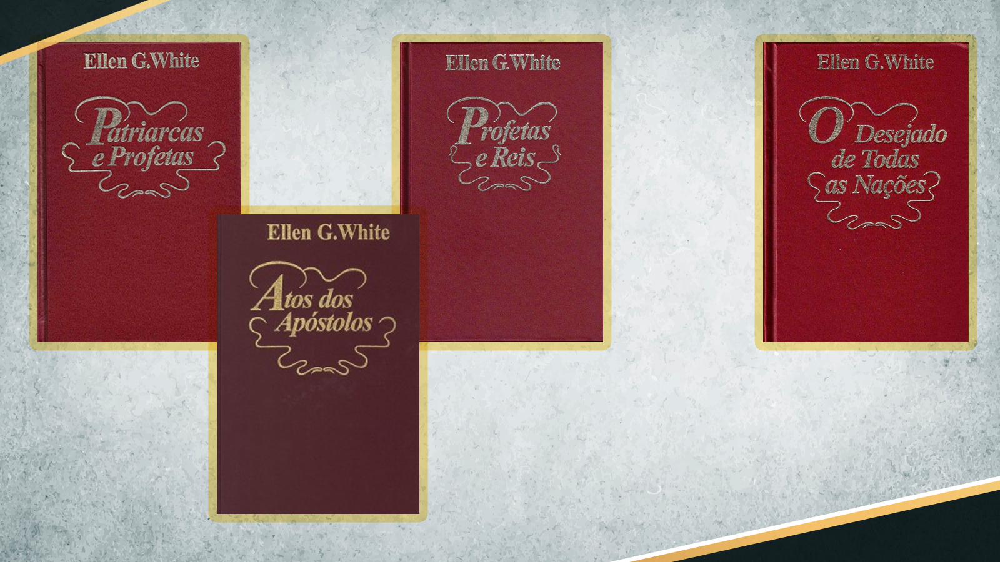 Ellen G.White
Patriarcas
e Profetas
Ellen G.White
Profetas
e Reis
Ellen G.White
O Desejado
de Todas
as Nações
Ellen G.White
Atos dos
Apóstolos